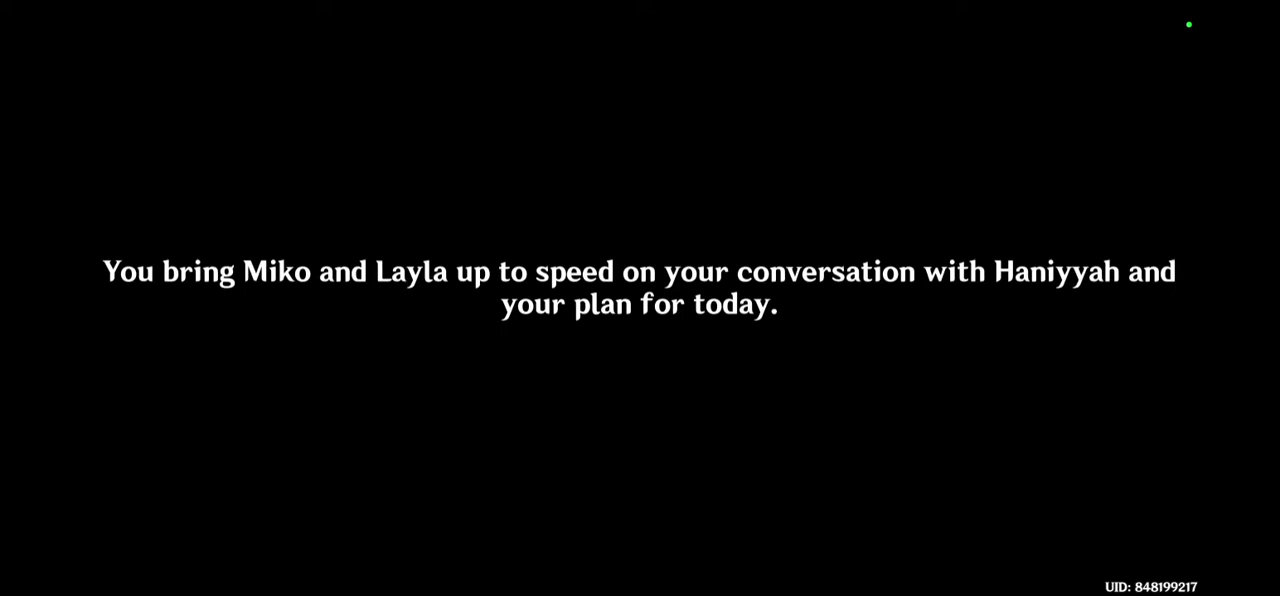 You bring Miko and Layla up to speed on your conversation with Haniyyah and
your plan for today.
UID: 848199217